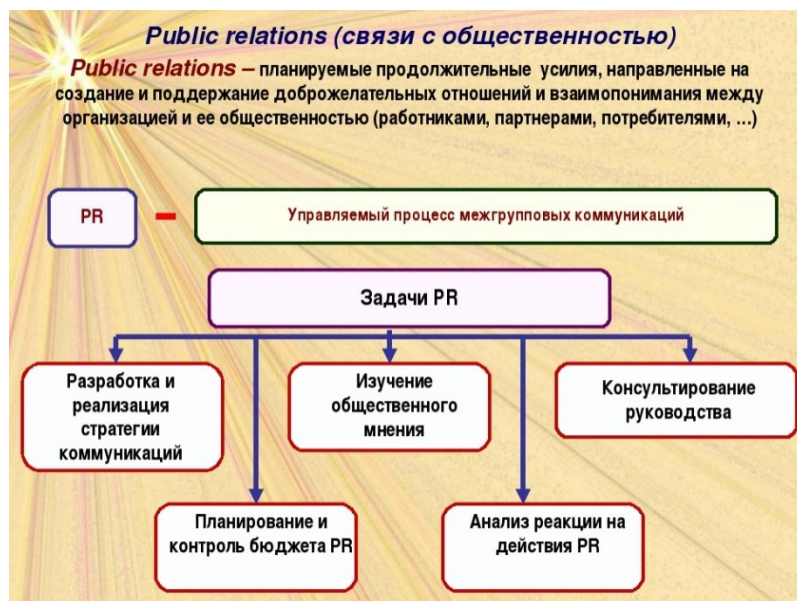 Public relations (связи с общественностью)
Public relations – планируемые продолжительные усилия, направленные на
создание и поддержание доброжелательных отношений и взаимопонимания между
организацией и ее общественностью (работниками, партнерами, потребителями, ...)
PR
–
Управляемый процесс межгрупповых коммуникаций
Задачи PR
Разработка и
реализация
стратегии
коммуникаций
Изучение
общественного
мнения
Консультирование
руководства
Планирование и
контроль бюджета PR
Анализ реакции на
действия PR